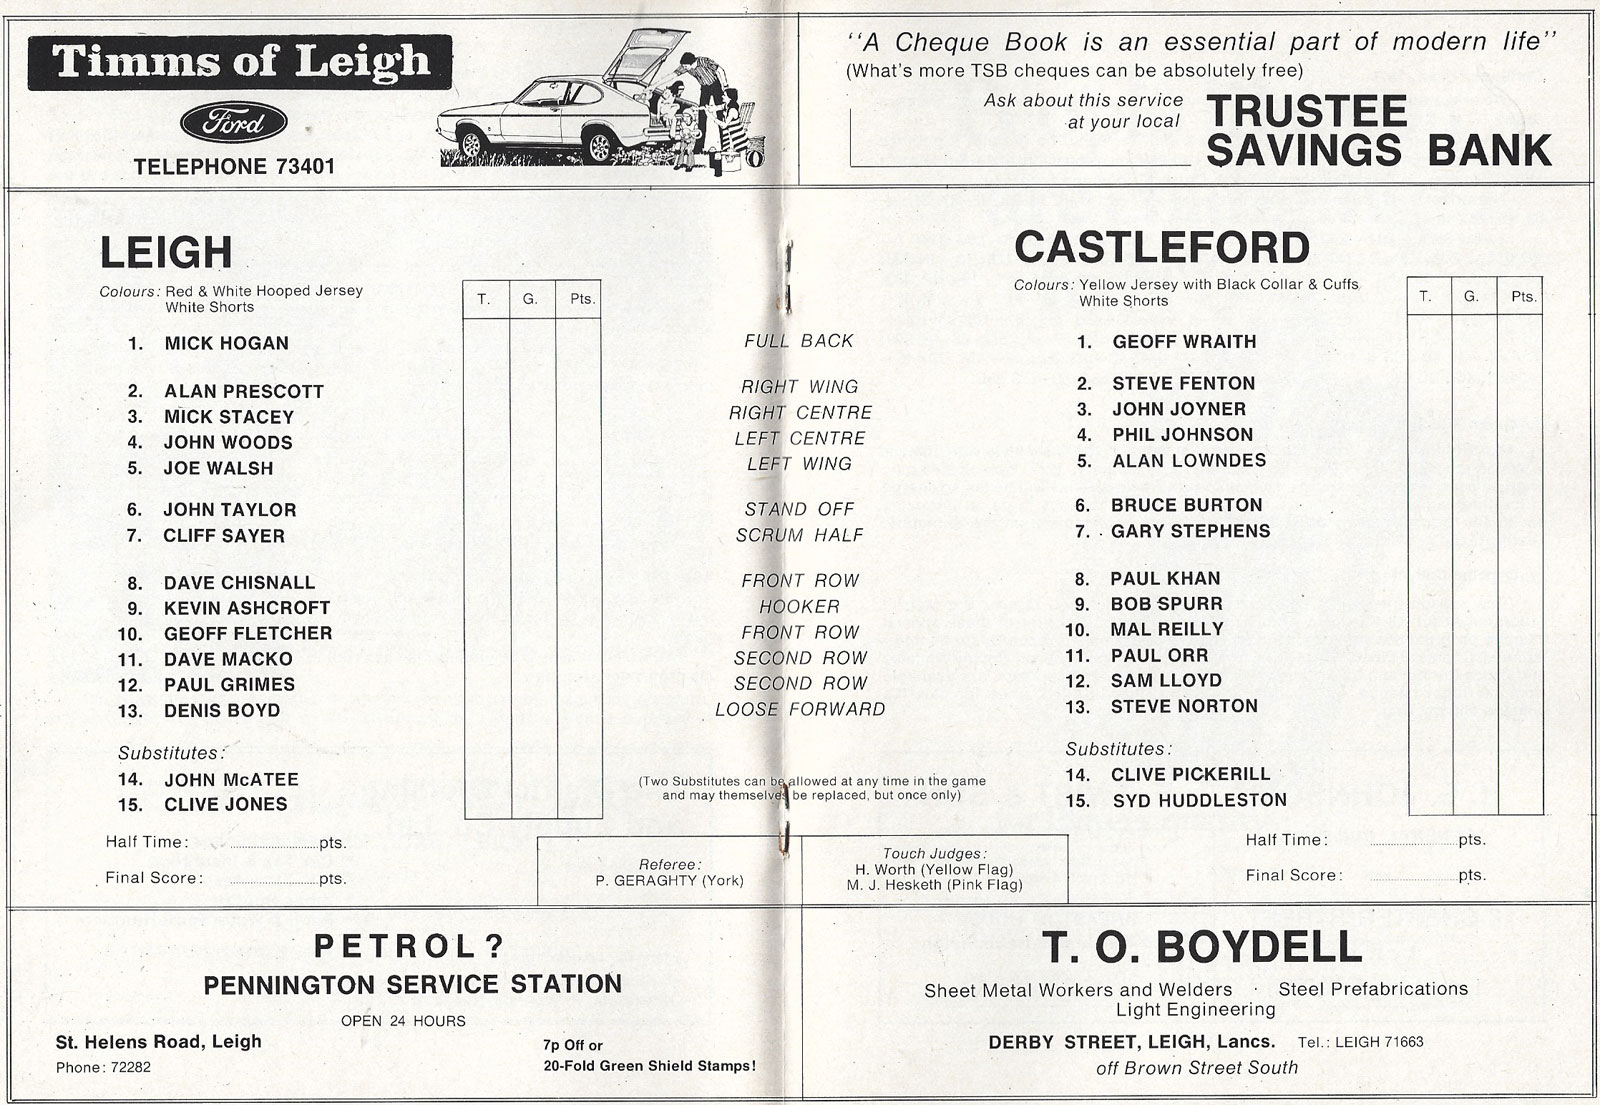 Timms of Leigh
Ford
TELEPHONE 73401
"A Cheque Book is an essential part of modern life"
(What's more TSB cheques can be absolutely free)
Ask about this service
at your local
TRUSTEE
SAVINGS BANK
LEIGH
Colours: Red & White Hooped Jersey
White Shorts
T. G. Pts.
1. MICK HOGAN
2. ALAN PRESCOTT
3. MICK STACEY
4. JOHN WOODS
5. JOE WALSH
6. JOHN TAYLOR
7. CLIFF SAYER
8. DAVE CHISNALL
9. KEVIN ASHCROFT
10. GEOFF FLETCHER
11. DAVE MACKO
12. PAUL GRIMES
13. DENIS BOYD
Substitutes:
14. JOHN McATEE
15. CLIVE JONES
Half Time: ........................pts.
Final Score: ........................pts.
FULL BACK
RIGHT WING
RIGHT CENTRE
LEFT CENTRE
LEFT WING
STAND OFF
SCRUM HALF
FRONT ROW
HOOKER
FRONT ROW
SECOND ROW
SECOND ROW
LOOSE FORWARD
(Two Substitutes can be allowed at any time in the game
and may themselves be replaced, but once only)
Referee:
P. GERAGHTY (York)
Touch Judges:
H. Worth (Yellow Flag)
M. J. Hesketh (Pink Flag)
CASTLEFORD
Colours: Yellow Jersey with Black Collar & Cuffs
White Shorts
T. G. Pts.
1. GEOFF WRAITH
2. STEVE FENTON
3. JOHN JOYNER
4. PHIL JOHNSON
5. ALAN LOWNDES
6. BRUCE BURTON
7. GARY STEPHENS
8. PAUL KHAN
9. BOB SPURR
10. MAL REILLY
11. PAUL ORR
12. SAM LLOYD
13. STEVE NORTON
Substitutes:
14. CLIVE PICKERILL
15. SYD HUDDLESTON
Half Time: ........................pts.
Final Score: ........................pts.
PETROL?
PENNINGTON SERVICE STATION
OPEN 24 HOURS
St. Helens Road, Leigh
Phone: 72282
7p Off or
20-Fold Green Shield Stamps!
T. O. BOYDELL
Sheet Metal Workers and Welders · Steel Prefabrications
Light Engineering
DERBY STREET, LEIGH, Lancs. Tel.: LEIGH 71663
off Brown Street South